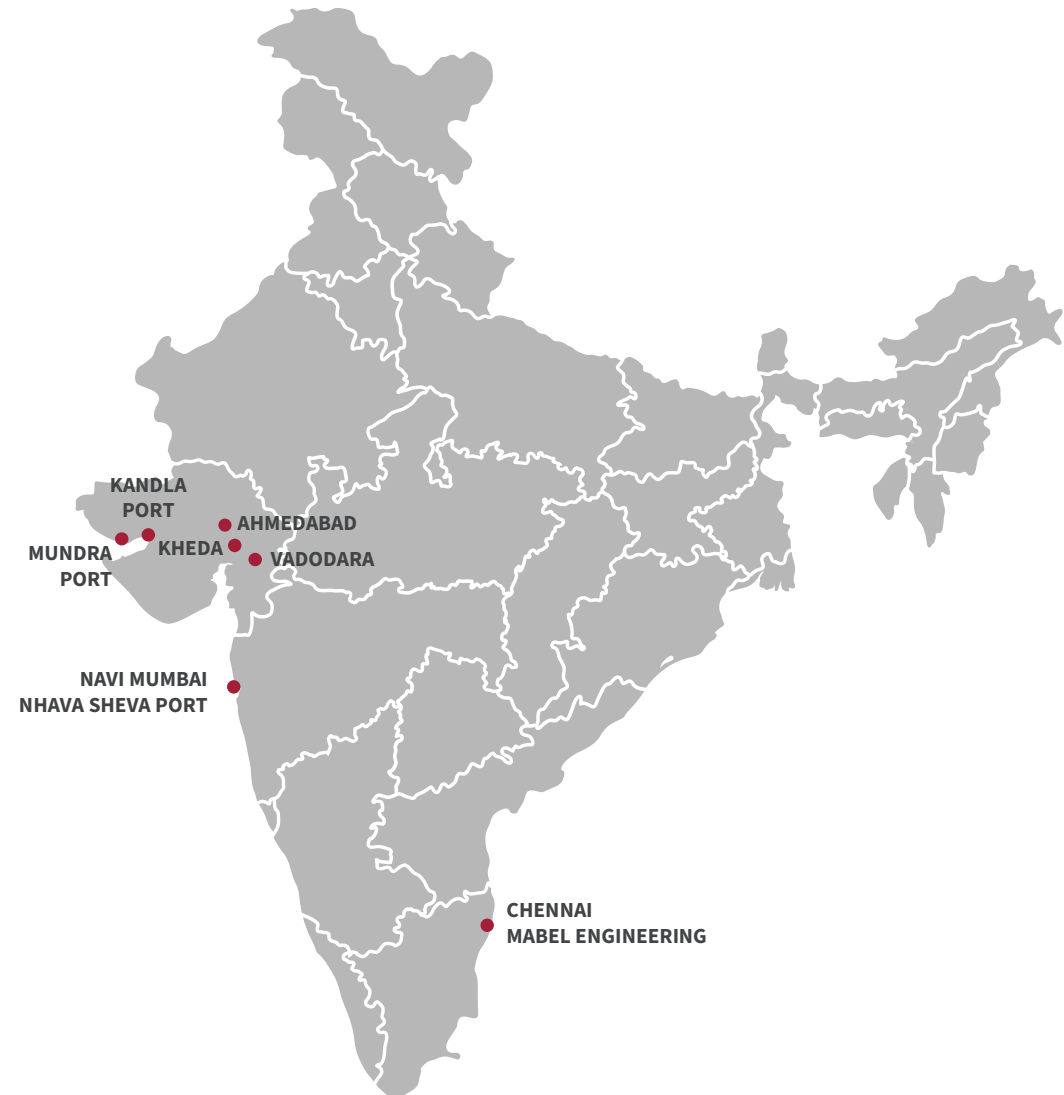 KANDLA
PORT
AHMEDABAD
KHEDA
MUNDRA
PORT
VADODARA
NAVI MUMBAI
NHAVA SHEVA PORT
CHENNAI
MABEL ENGINEERING